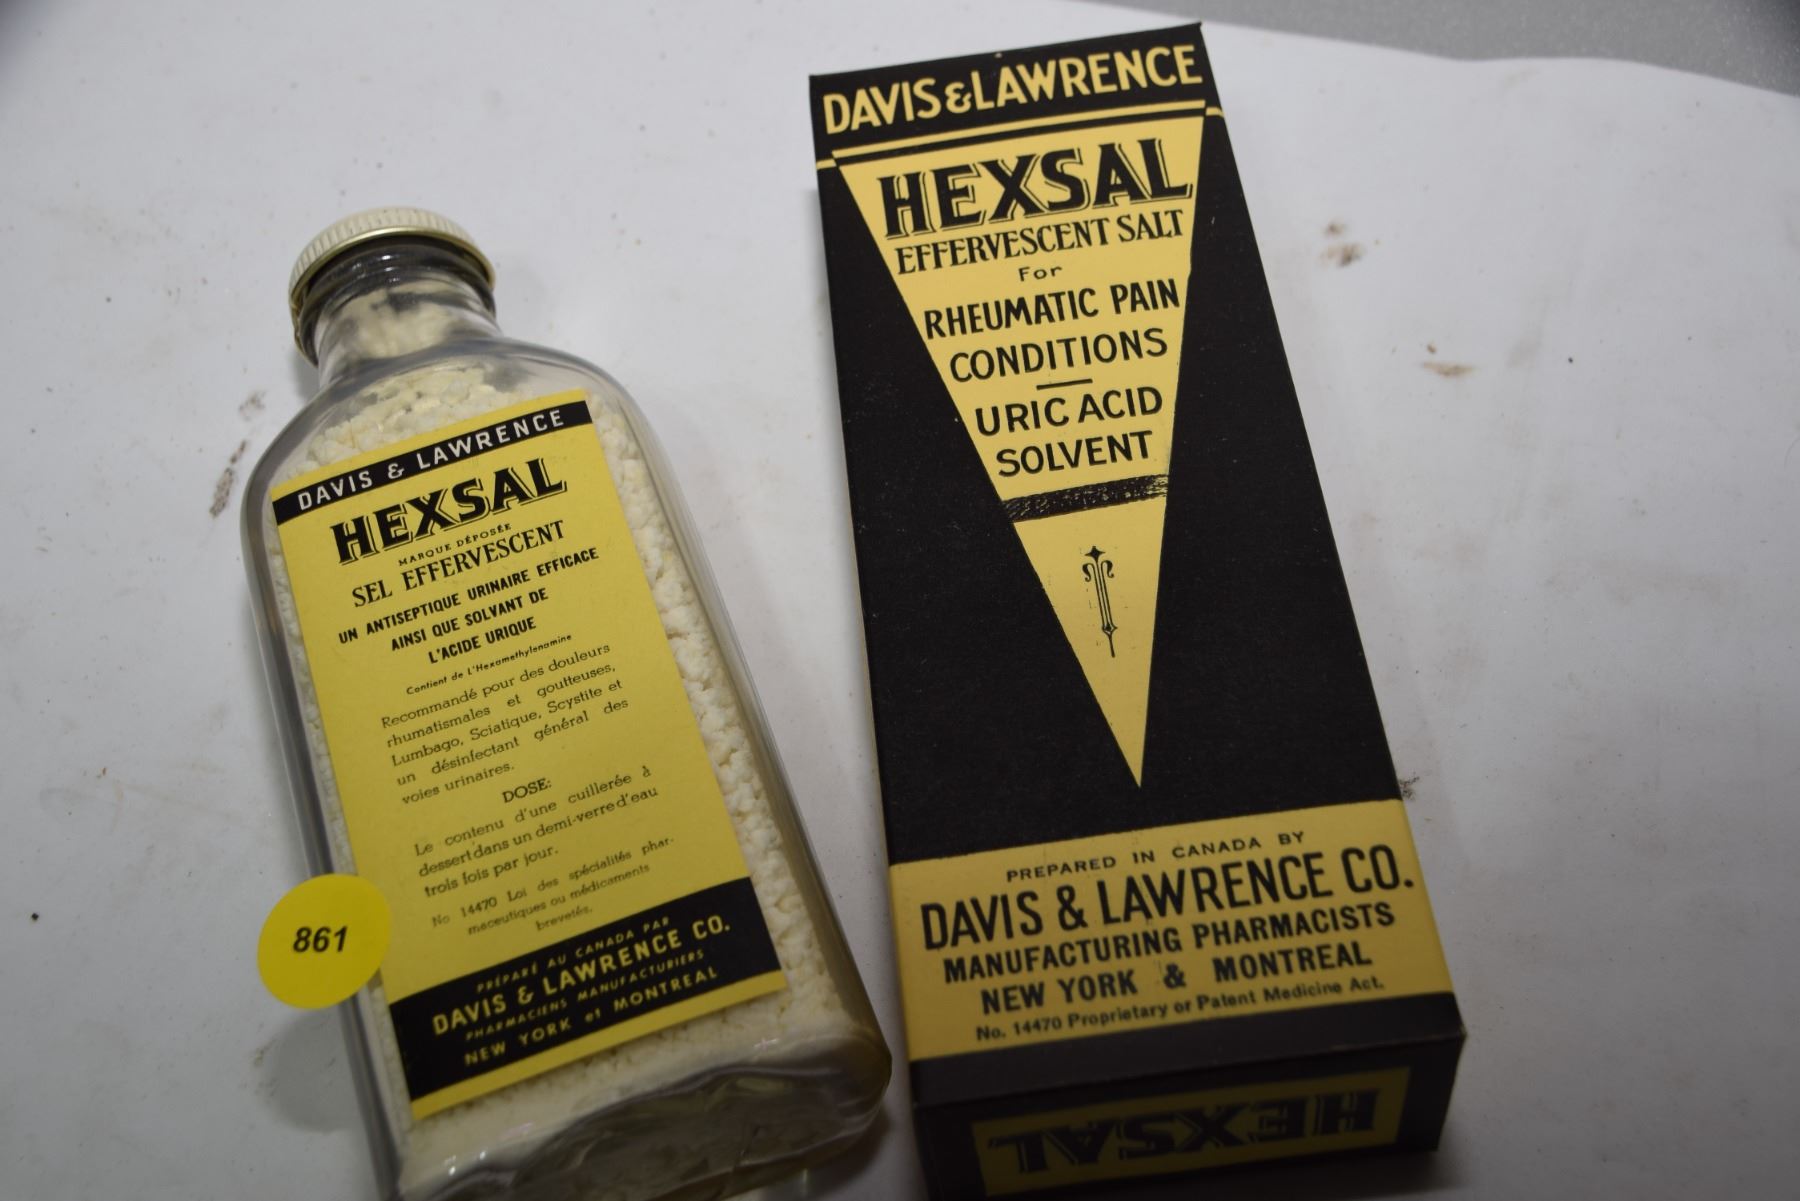 DAVIS & LAWRENCE
HEXSAL
MARQUE DÉPOSÉE
SEL EFFERVESCENT
UN ANTISEPTIQUE URINAIRE EFFICACE
AINSI QUE SOLVANT DE
L'ACIDE URIQUE
Contient de L'Hexamethylenamine
Recommandé pour des douleurs
rhumatismales et goutteuses,
Lumbago, Sciatique, Scystite et
un désinfectant général des
voies urinaires.
DOSE:
Le contenu d'une cuillerée à
dessert dans un demi-verre d'eau
trois fois par jour.
No 14470 Loi des spécialités phar-
maceutiques ou médicaments
brevetés.
PRÉPARÉ AU CANADA PAR
DAVIS & LAWRENCE CO.
PHARMACIENS MANUFACTURIERS
NEW YORK et MONTREAL
861
DAVIS & LAWRENCE
HEXSAL
EFFERVESCENT SALT
For
RHEUMATIC PAIN
CONDITIONS
URIC ACID
SOLVENT
PREPARED IN CANADA BY
DAVIS & LAWRENCE CO.
MANUFACTURING PHARMACISTS
NEW YORK & MONTREAL
No. 14470 Proprietary or Patent Medicine Act.
HEXSAL